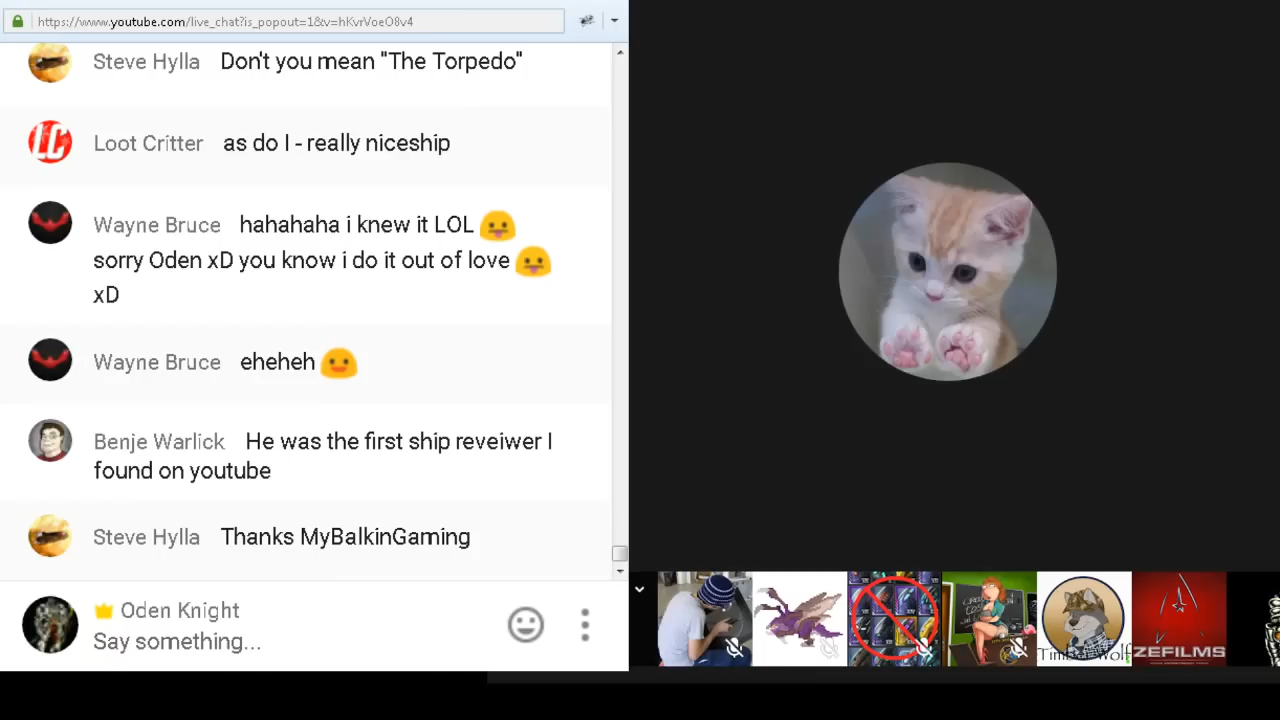 https://www.youtube.com/live_chat?is_popout=1&v=hKvrVoeO8v4
Steve Hylla Don't you mean "The Torpedo"
Loot Critter as do I - really niceship
Wayne Bruce hahahaha i knew it LOL
sorry Oden xD you know i do it out of love
xD
Wayne Bruce eheheh
Benje Warlick He was the first ship reveiwer I
found on youtube
Steve Hylla Thanks MyBalkinGaming
Oden Knight
Say something...
LC
ZEFILMS